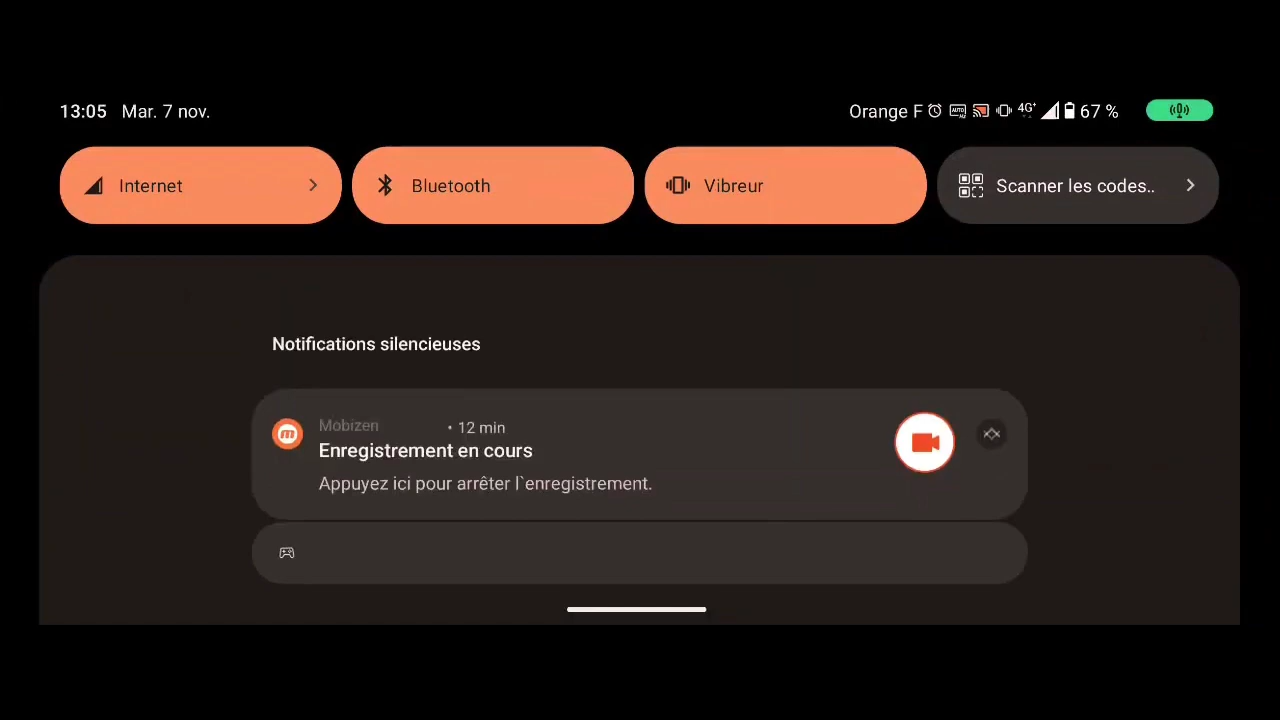 13:05 Mar. 7 nov.
Orange F 4G+ 67 %
Internet
Bluetooth
Vibreur
Scanner les codes..
Notifications silencieuses
Mobizen • 12 min
Enregistrement en cours
Appuyez ici pour arrêter l`enregistrement.